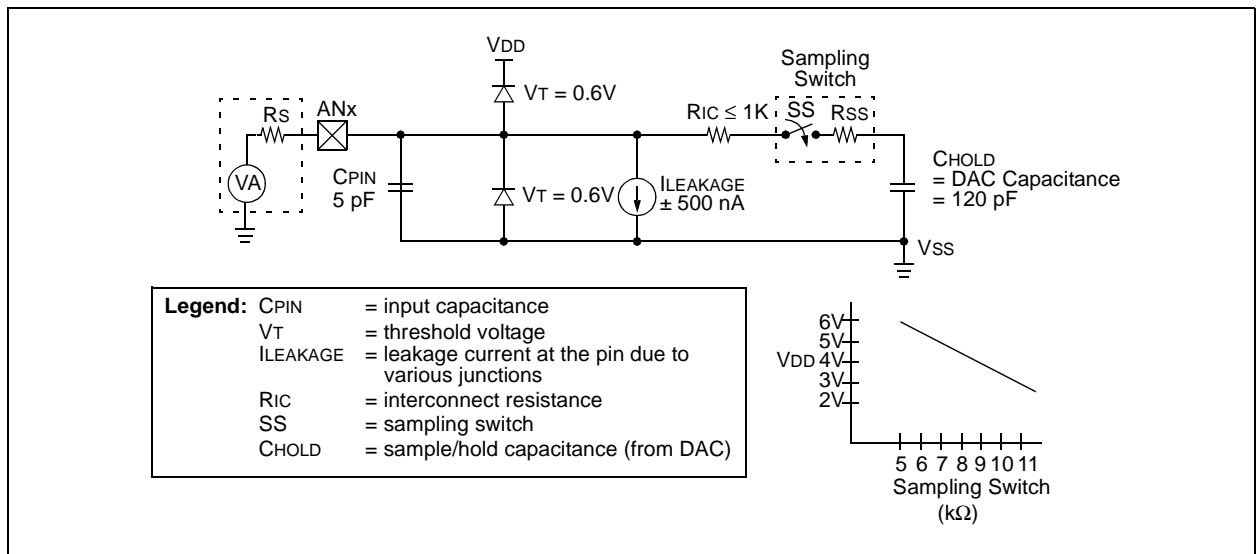 VDD
Sampling
Switch
VT = 0.6V
RS
ANx
RIC ≤ 1K
SS
RSS
CPIN
5 pF
VA
VT = 0.6V
ILEAKAGE
± 500 nA
CHOLD
= DAC Capacitance
= 120 pF
VSS
Legend: CPIN = input capacitance
VT = threshold voltage
ILEAKAGE = leakage current at the pin due to
various junctions
RIC = interconnect resistance
SS = sampling switch
CHOLD = sample/hold capacitance (from DAC)
6V
5V
VDD 4V
3V
2V
5 6 7 8 9 10 11
Sampling Switch
(kΩ)